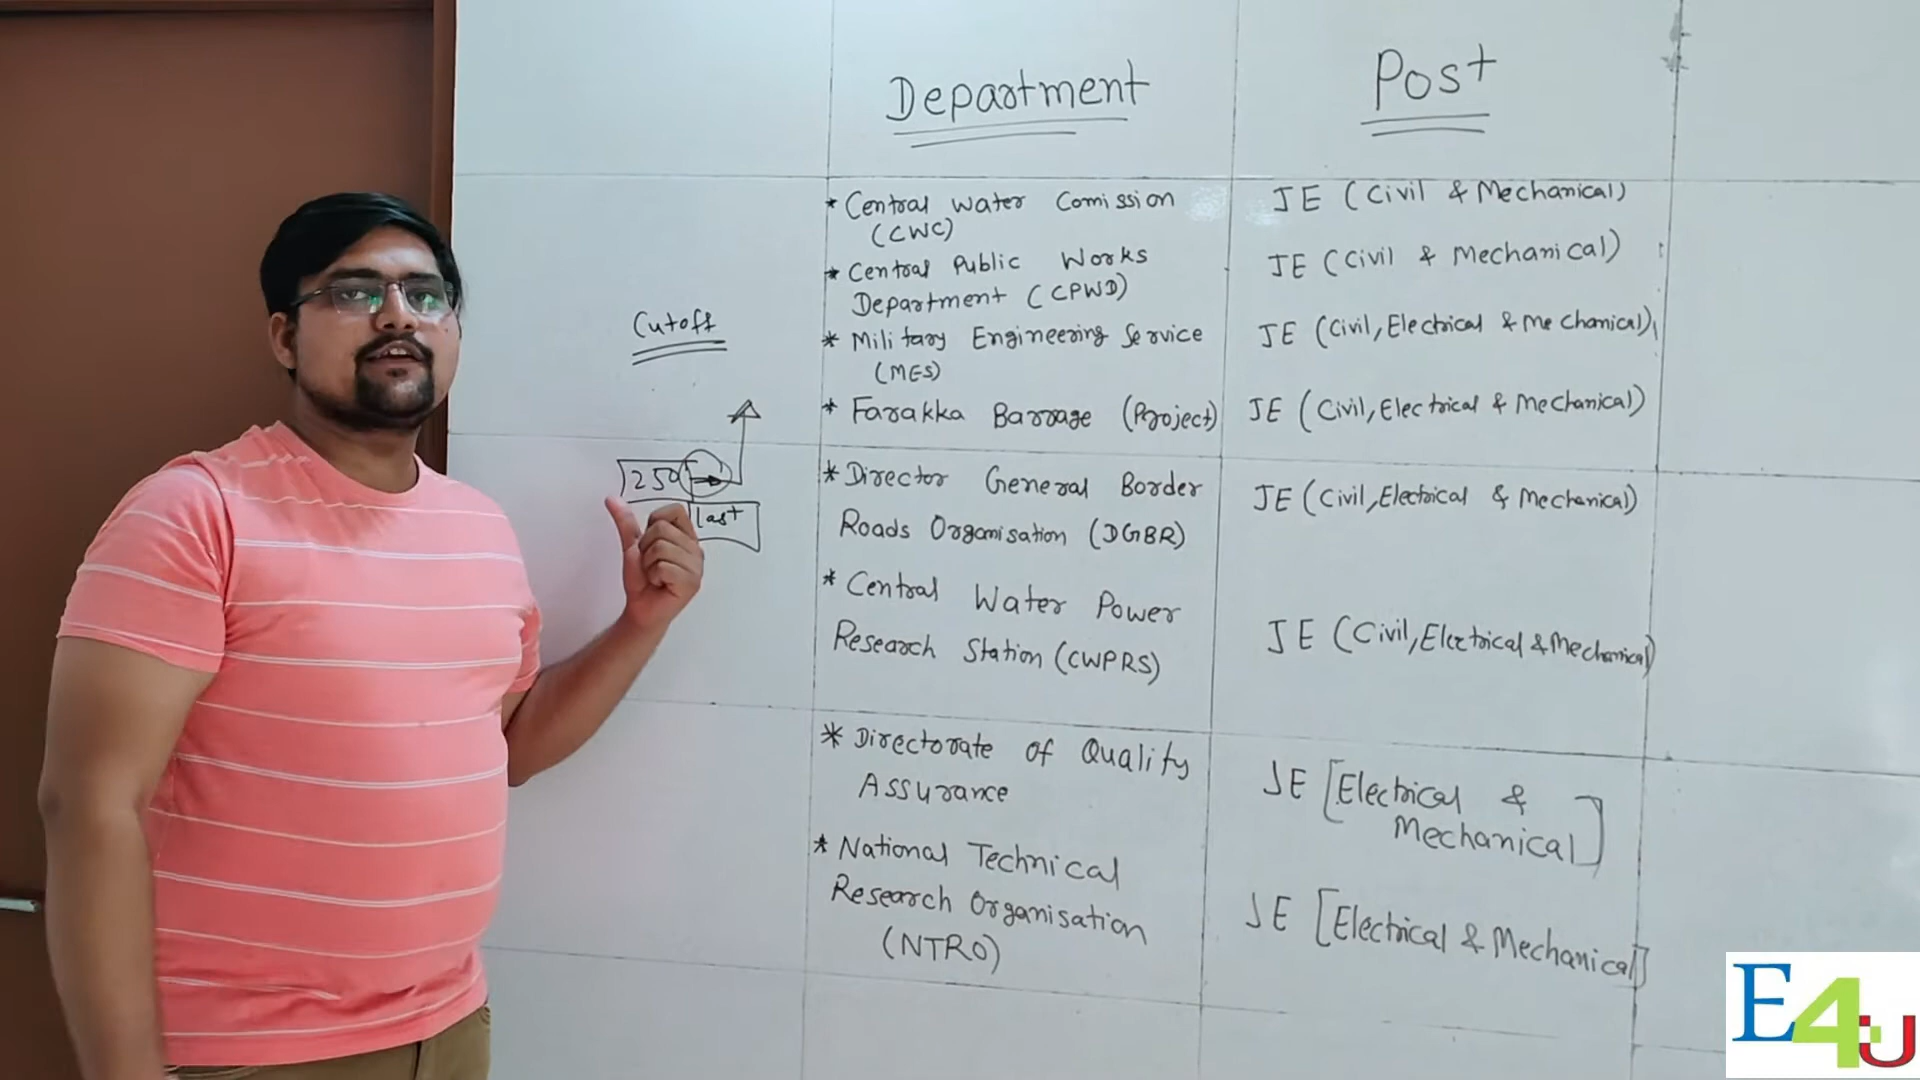 Department
Post
* Central Water Comission
(CWC)
JE (Civil & Mechanical)
* Central Public Works
Department (CPWD)
JE (Civil & Mechanical)
* Military Engineering Service
(MES)
JE (Civil, Electrical & Mechanical)
* Farakka Barrage (Project)
JE (Civil, Electrical & Mechanical)
* Director General Border
Roads Organisation (DGBR)
JE (Civil, Electrical & Mechanical)
* Central Water Power
Research Station (CWPRS)
JE (Civil, Electrical & Mechanical)
* Directorate of Quality
Assurance
JE [Electrical &
Mechanical]
* National Technical
Research Organisation
(NTRO)
JE [Electrical & Mechanical]
Cutoff
250
last
E4U